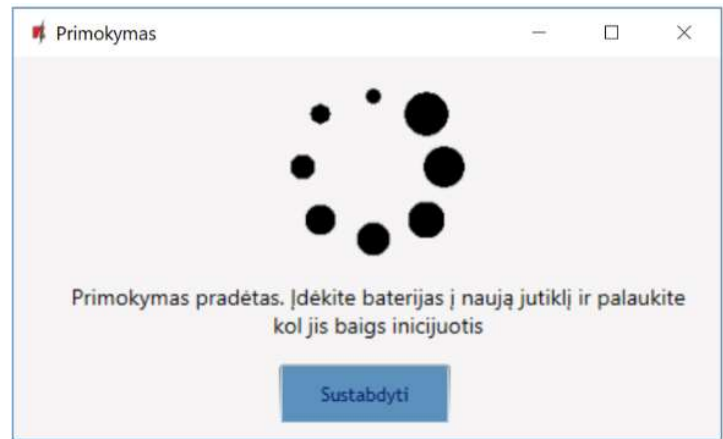 Primokymas
Primokymas pradėtas. Įdėkite baterijas į naują jutiklį ir palaukite
kol jis baigs inicijuotis
Sustabdyti